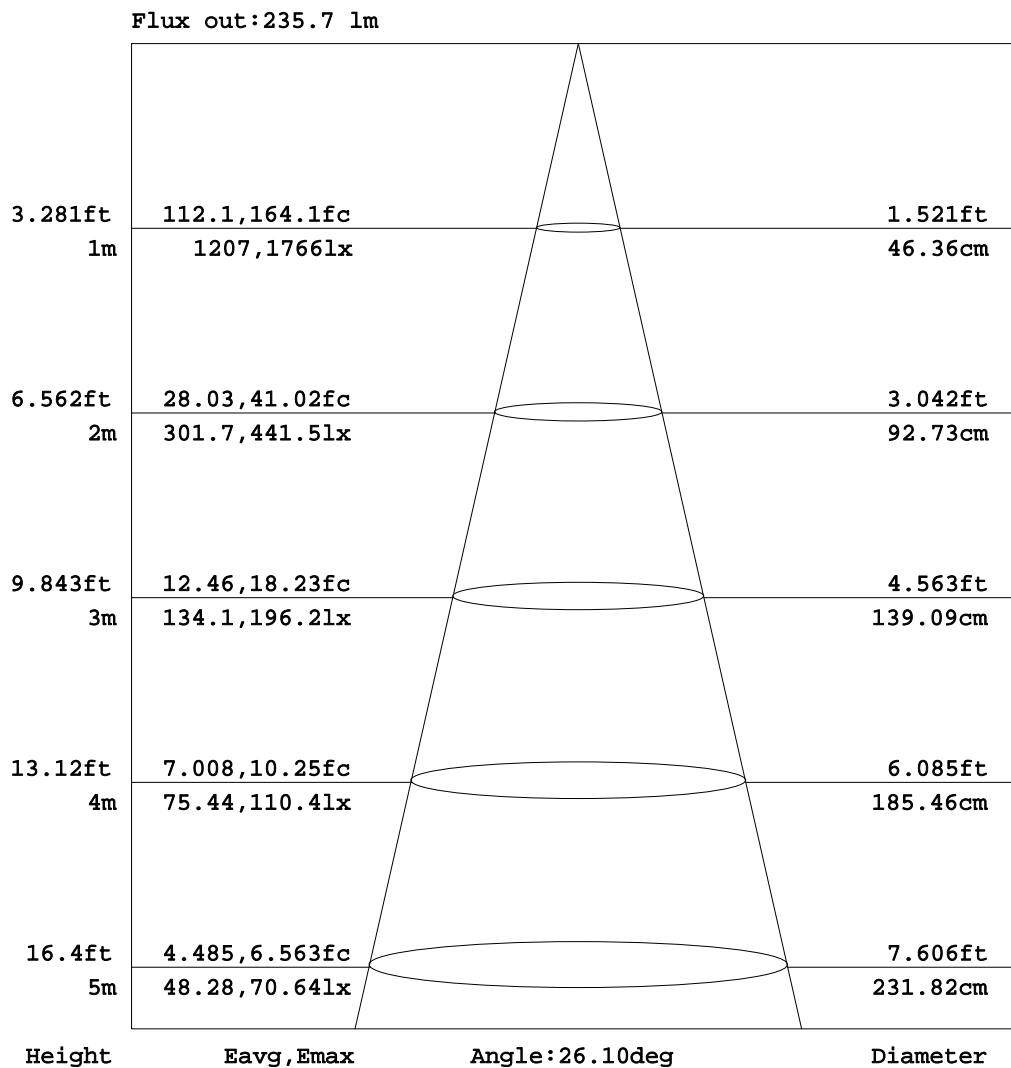 Flux out:235.7 lm
3.281ft 112.1,164.1fc 1.521ft
1m 1207,1766lx 46.36cm
6.562ft 28.03,41.02fc 3.042ft
2m 301.7,441.5lx 92.73cm
9.843ft 12.46,18.23fc 4.563ft
3m 134.1,196.2lx 139.09cm
13.12ft 7.008,10.25fc 6.085ft
4m 75.44,110.4lx 185.46cm
16.4ft 4.485,6.563fc 7.606ft
5m 48.28,70.64lx 231.82cm
Height Eavg,Emax Angle:26.10deg Diameter